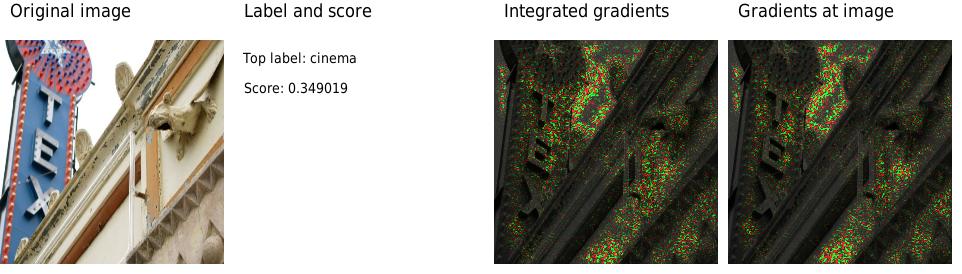 Original image
Label and score
Integrated gradients
Gradients at image
Top label: cinema
Score: 0.349019
TEX